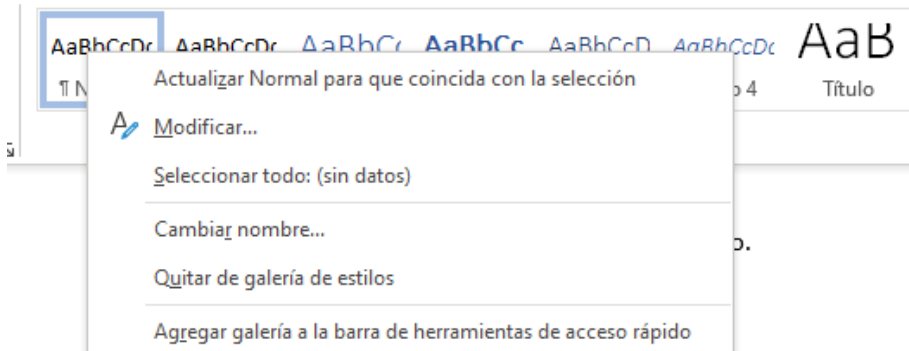 AaBbCcDc AaBbCcDc AaBbC AaBbCc AaBbCcD AaBbCcDc AaB
¶ N 4 Título
Actualizar Normal para que coincida con la selección
Modificar...
Seleccionar todo: (sin datos)
Cambiar nombre...
o.
Quitar de galería de estilos
Agregar galería a la barra de herramientas de acceso rápido